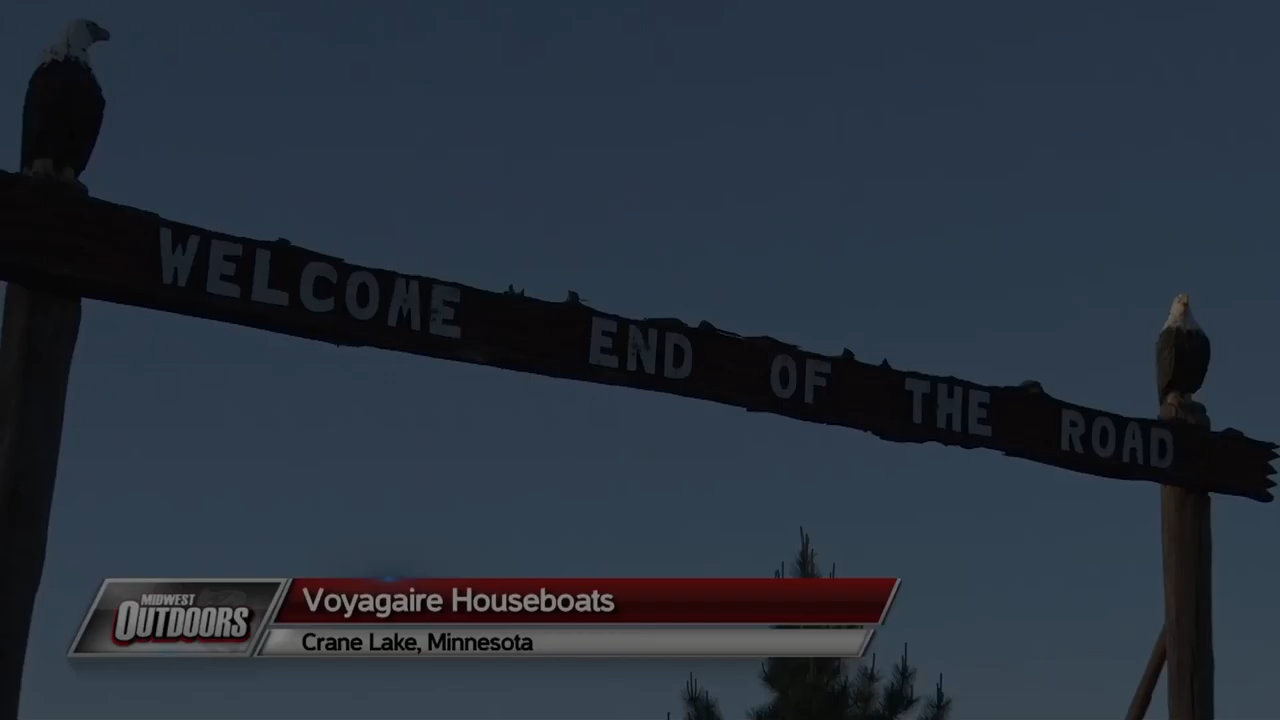 WELCOME END OF THE ROAD
MIDWEST
OUTDOORS
Voyagaire Houseboats
Crane Lake, Minnesota